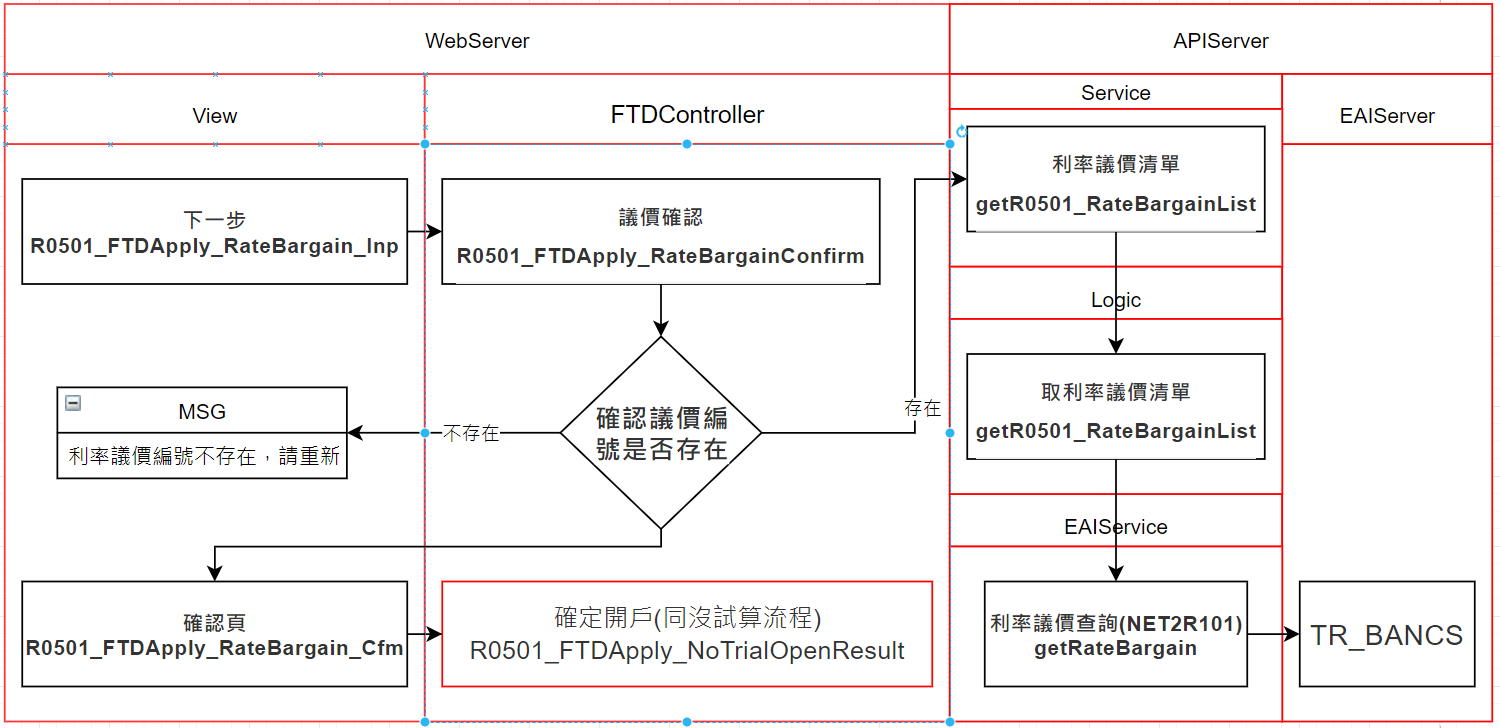 WebServer
APIServer
View
FTDController
Service
EAIServer
下一步
R0501_FTDApply_RateBargain_Inp
議價確認
R0501_FTDApply_RateBargainConfirm
利率議價清單
getR0501_RateBargainList
Logic
取利率議價清單
getR0501_RateBargainList
MSG
利率議價編號不存在，請重新
不存在
確認議價編
號是否存在
存在
EAIService
確認頁
R0501_FTDApply_RateBargain_Cfm
確定開戶(同沒試算流程)
R0501_FTDApply_NoTrialOpenResult
利率議價查詢(NET2R101)
getRateBargain
TR_BANCS